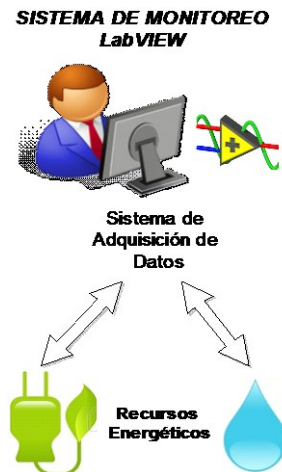 SISTEMA DE MONITOREO
LabVIEW
Sistema de
Adquisición de
Datos
Recursos
Energéticos